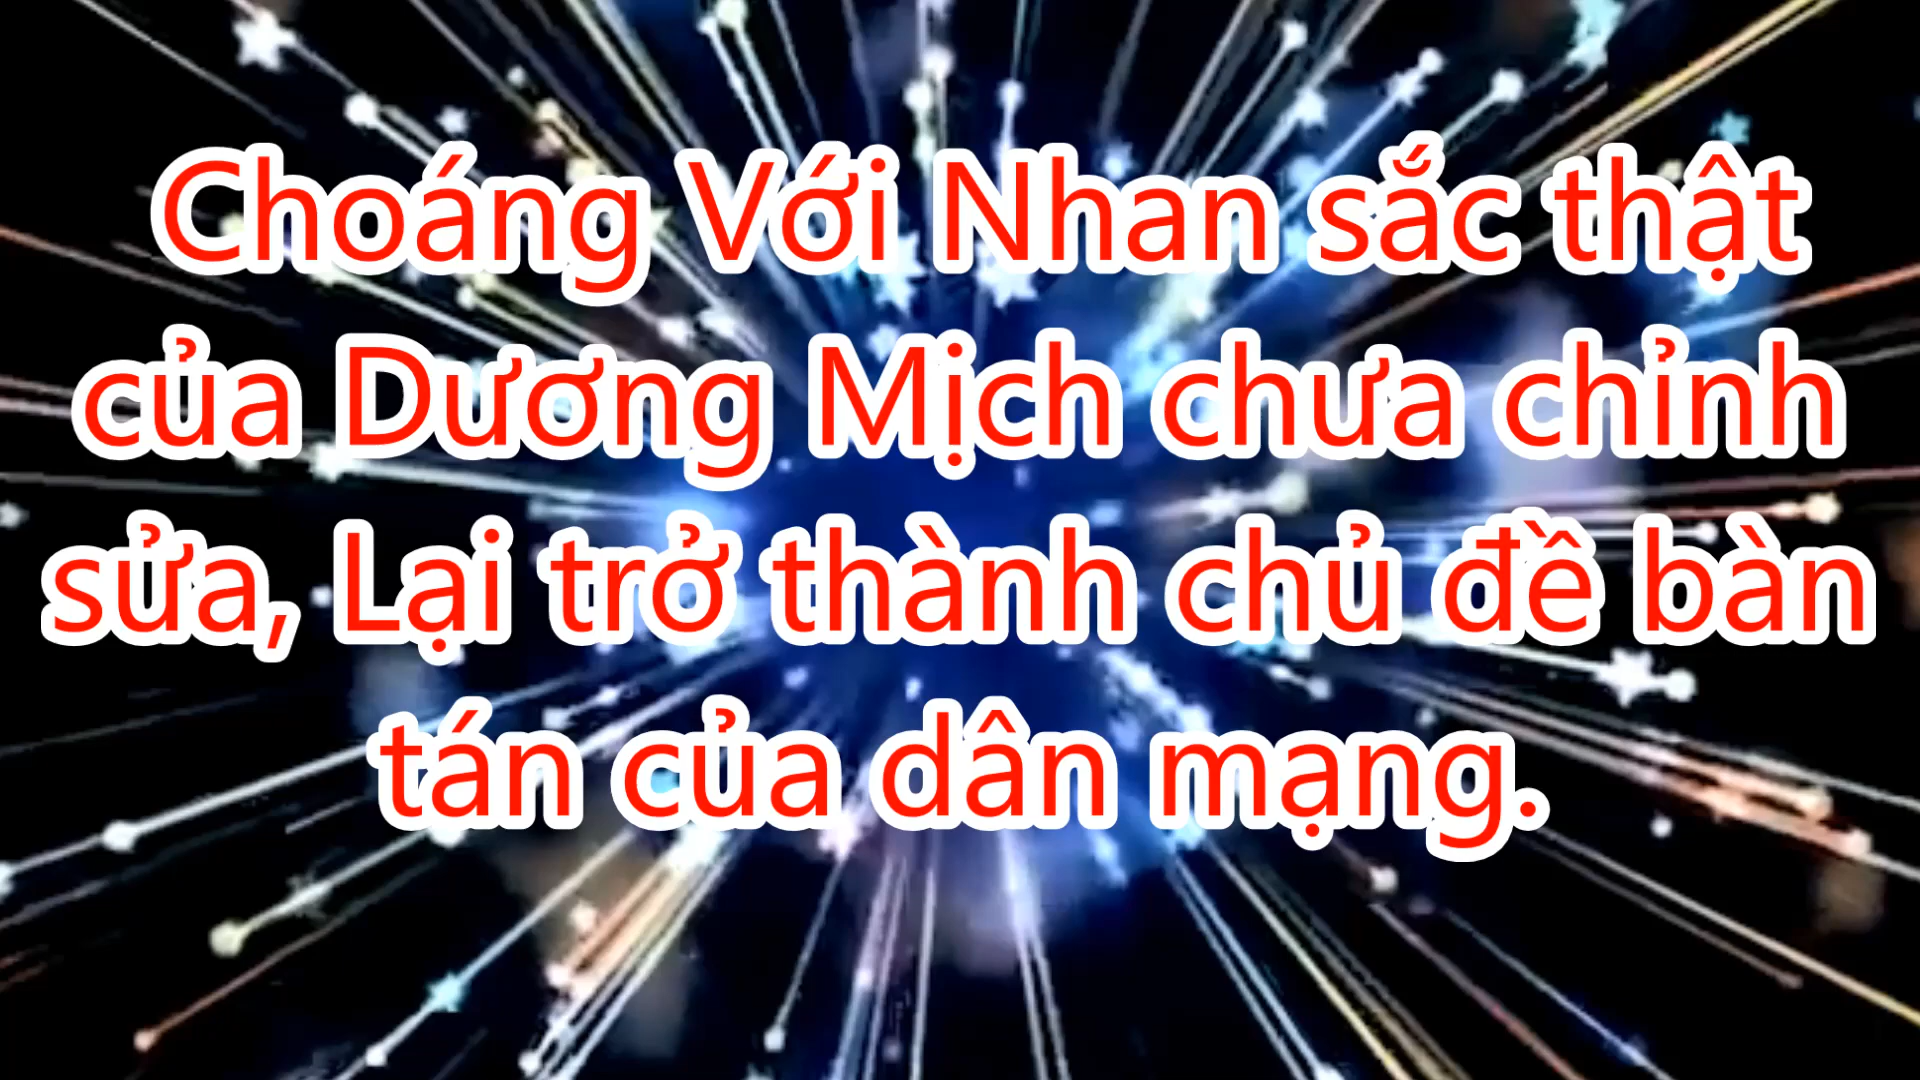 Choáng Với Nhan sắc thật
của Dương Mịch chưa chỉnh
sửa, Lại trở thành chủ đề bàn
tán của dân mạng.